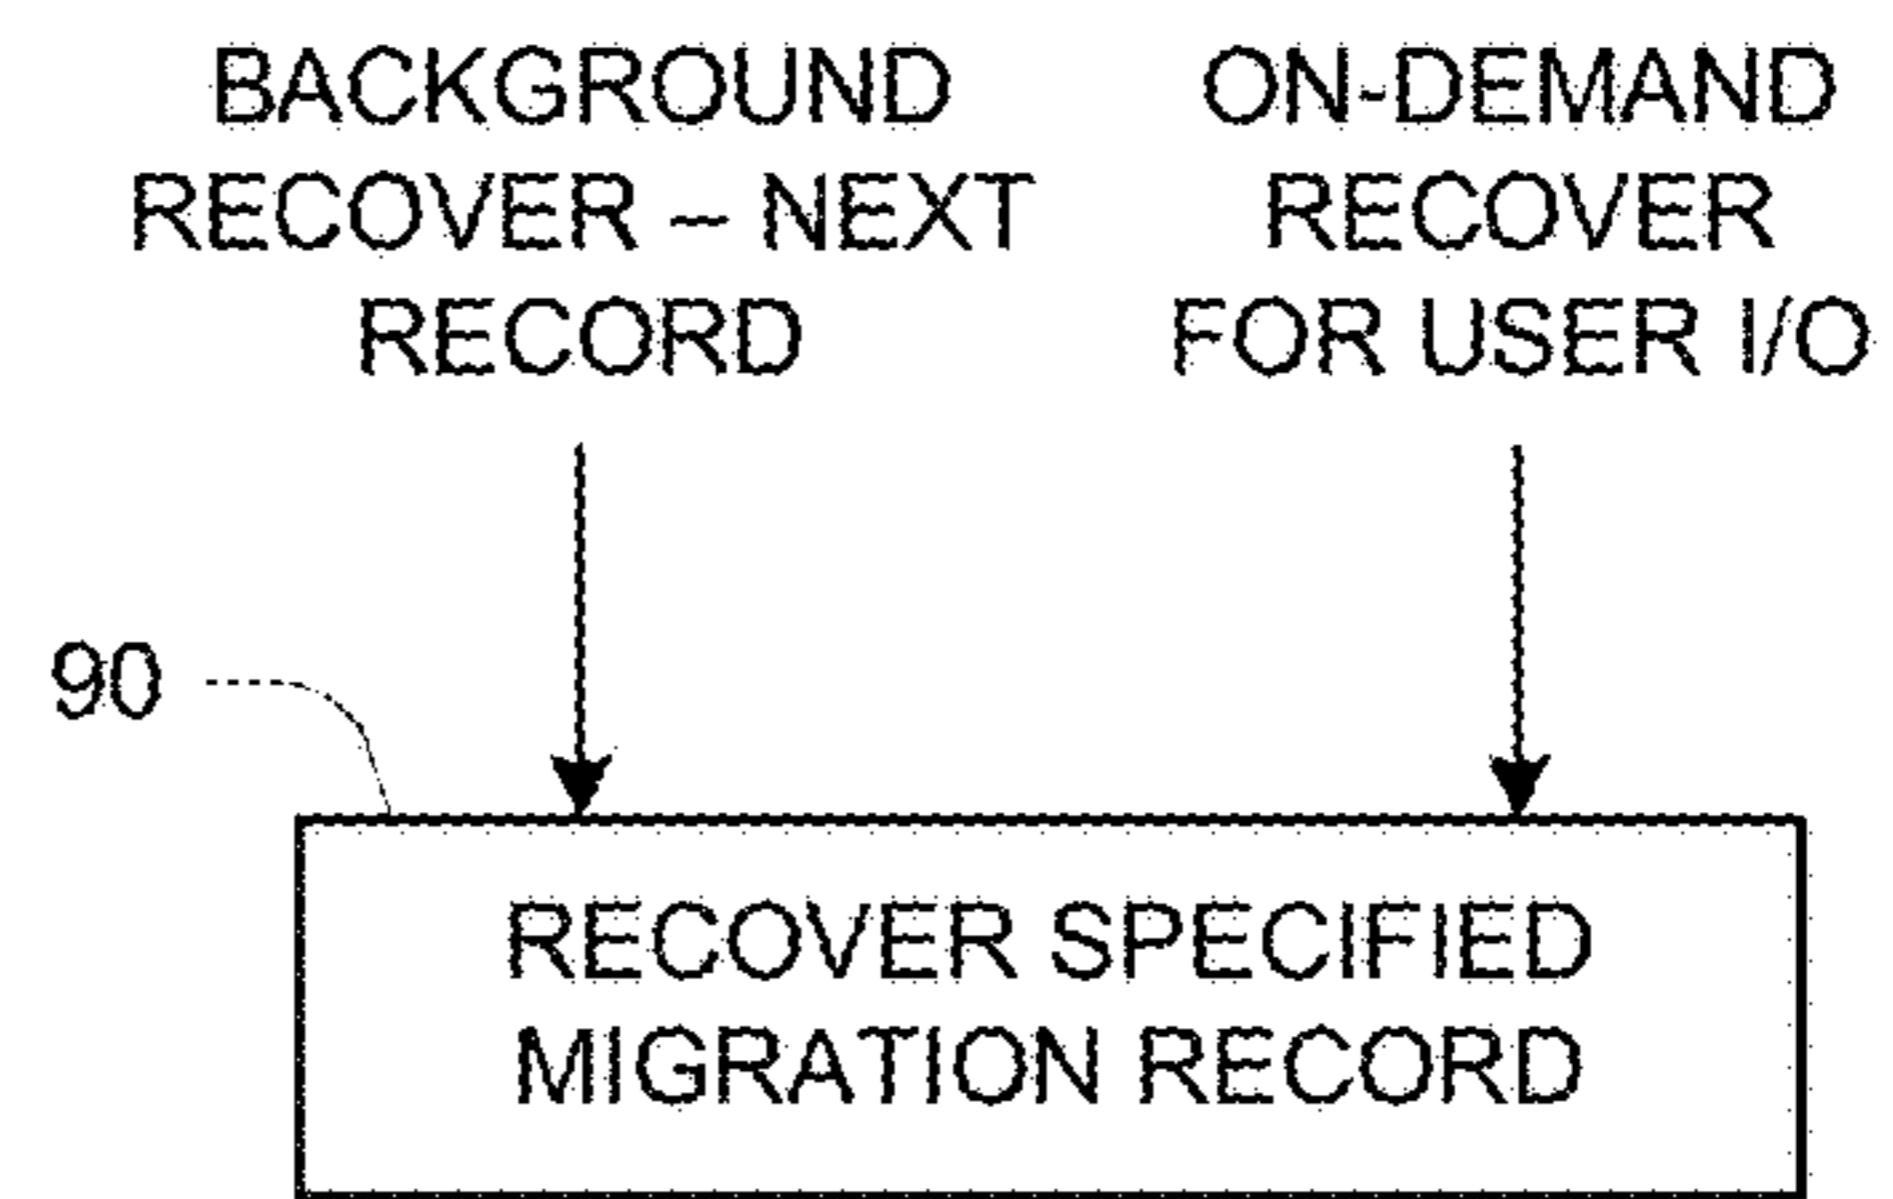 BACKGROUND
RECOVER – NEXT
RECORD
ON-DEMAND
RECOVER
FOR USER I/O
90
RECOVER SPECIFIED
MIGRATION RECORD